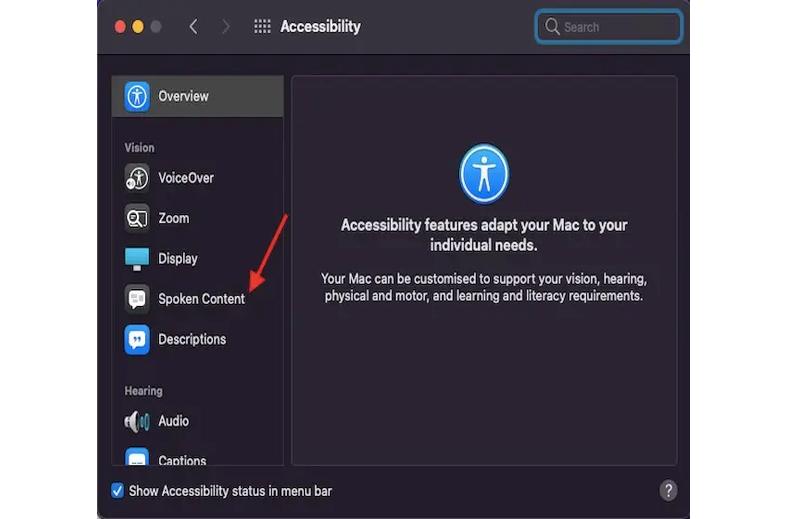 Accessibility
Search
Overview
Vision
VoiceOver
Zoom
Display
Spoken Content
Descriptions
Hearing
Audio
Captions
Accessibility features adapt your Mac to your
individual needs.
Your Mac can be customised to support your vision, hearing,
physical and motor, and learning and literacy requirements.
Show Accessibility status in menu bar
?